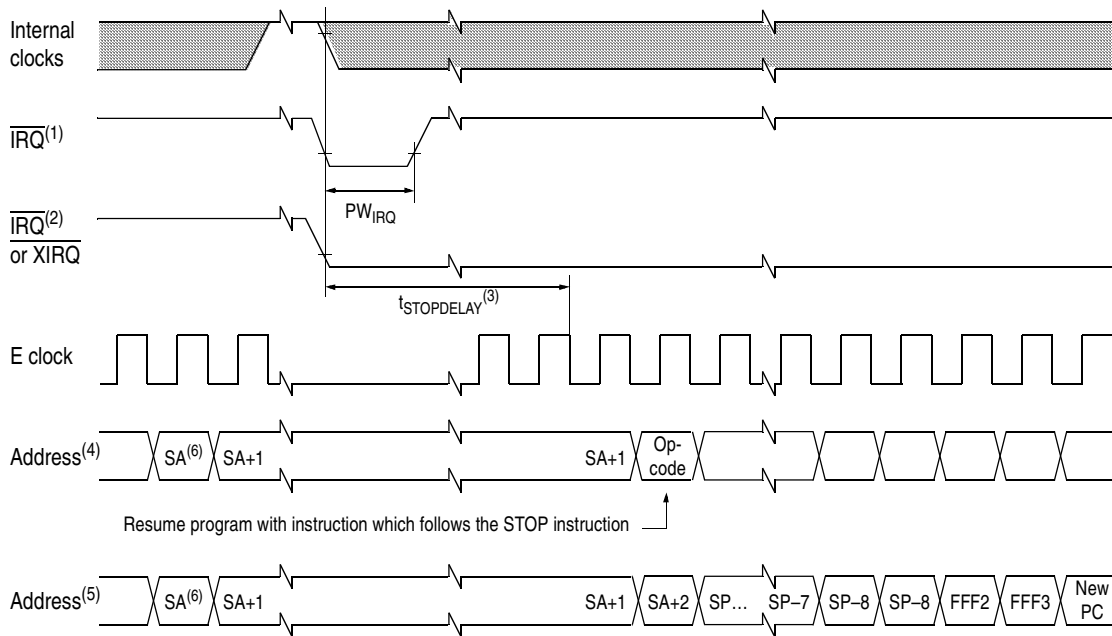 Internal
clocks
IRQ(1)
PWIRQ
IRQ(2)
or XIRQ
tSTOPDELAY(3)
E clock
Address(4) SA(6) SA+1 SA+1 Op-
code
Resume program with instruction which follows the STOP instruction
Address(5) SA(6) SA+1 SA+1 SA+2 SP… SP–7 SP–8 SP–8 FFF2 FFF3 New
PC